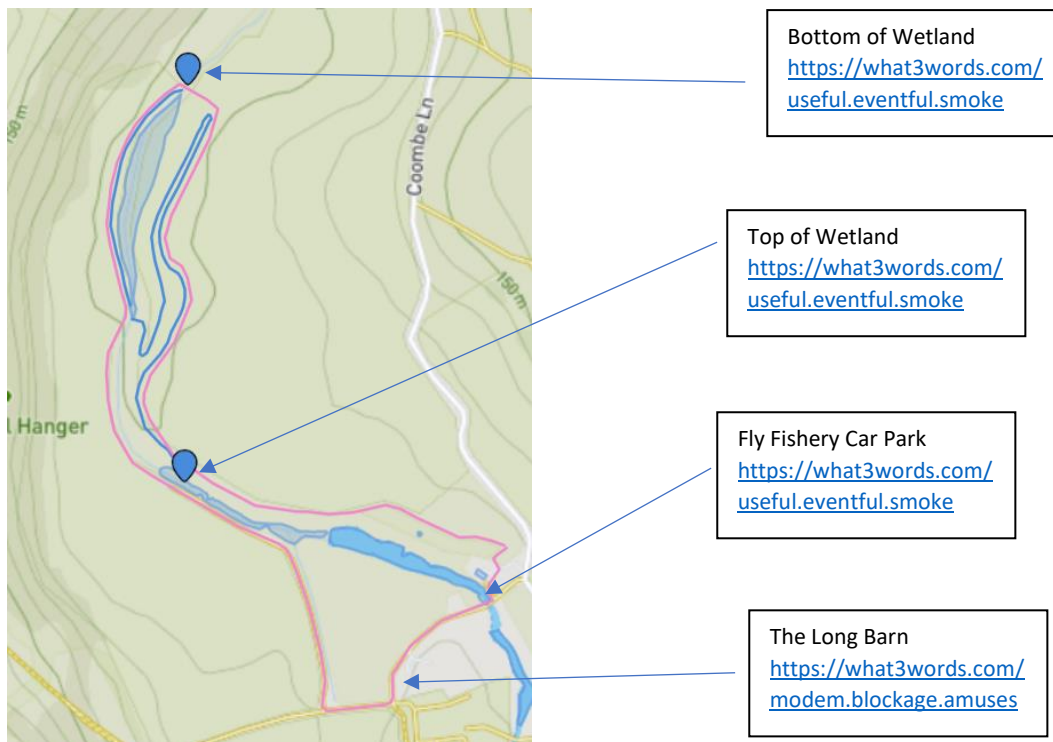 Bottom of Wetland
https://what3words.com/
useful.eventful.smoke
150 m
Coombe Ln
Top of Wetland
https://what3words.com/
useful.eventful.smoke
150 m
l Hanger
Fly Fishery Car Park
https://what3words.com/
useful.eventful.smoke
The Long Barn
https://what3words.com/
modem.blockage.amuses